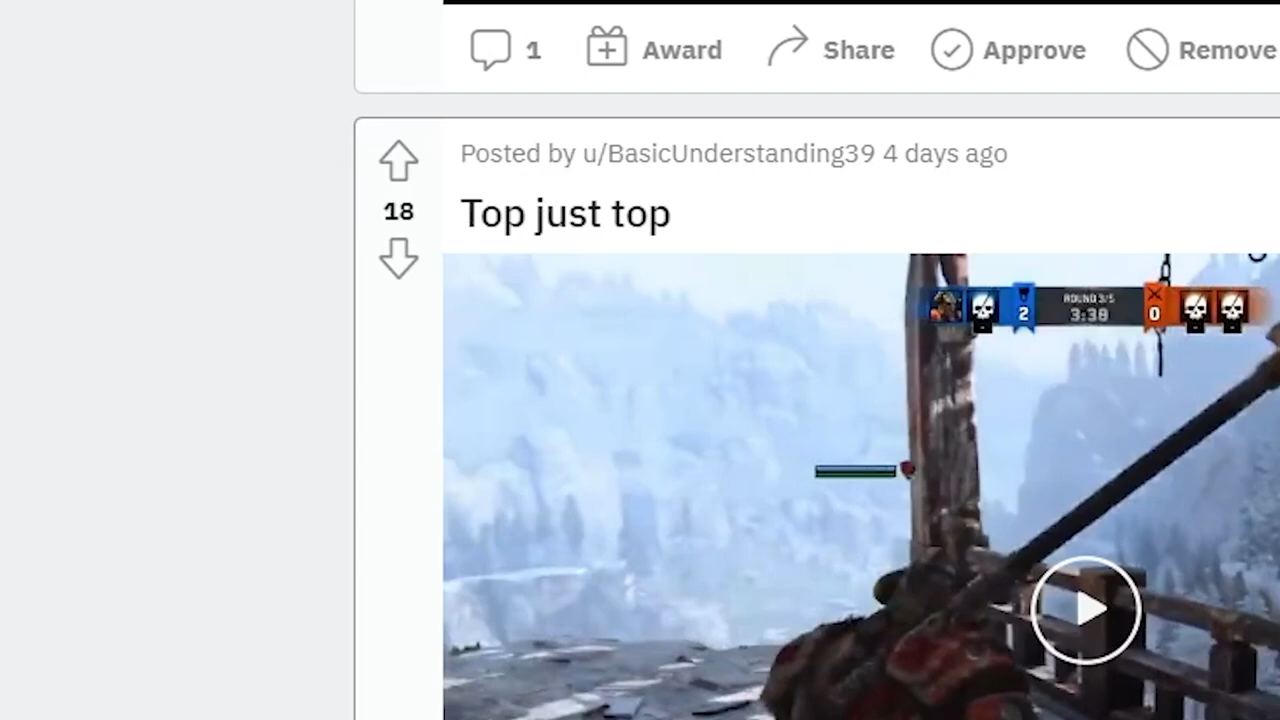 1 Award Share Approve Remove
Posted by u/BasicUnderstanding39 4 days ago
18
Top just top
2 ROUND 3/5 0
3:38